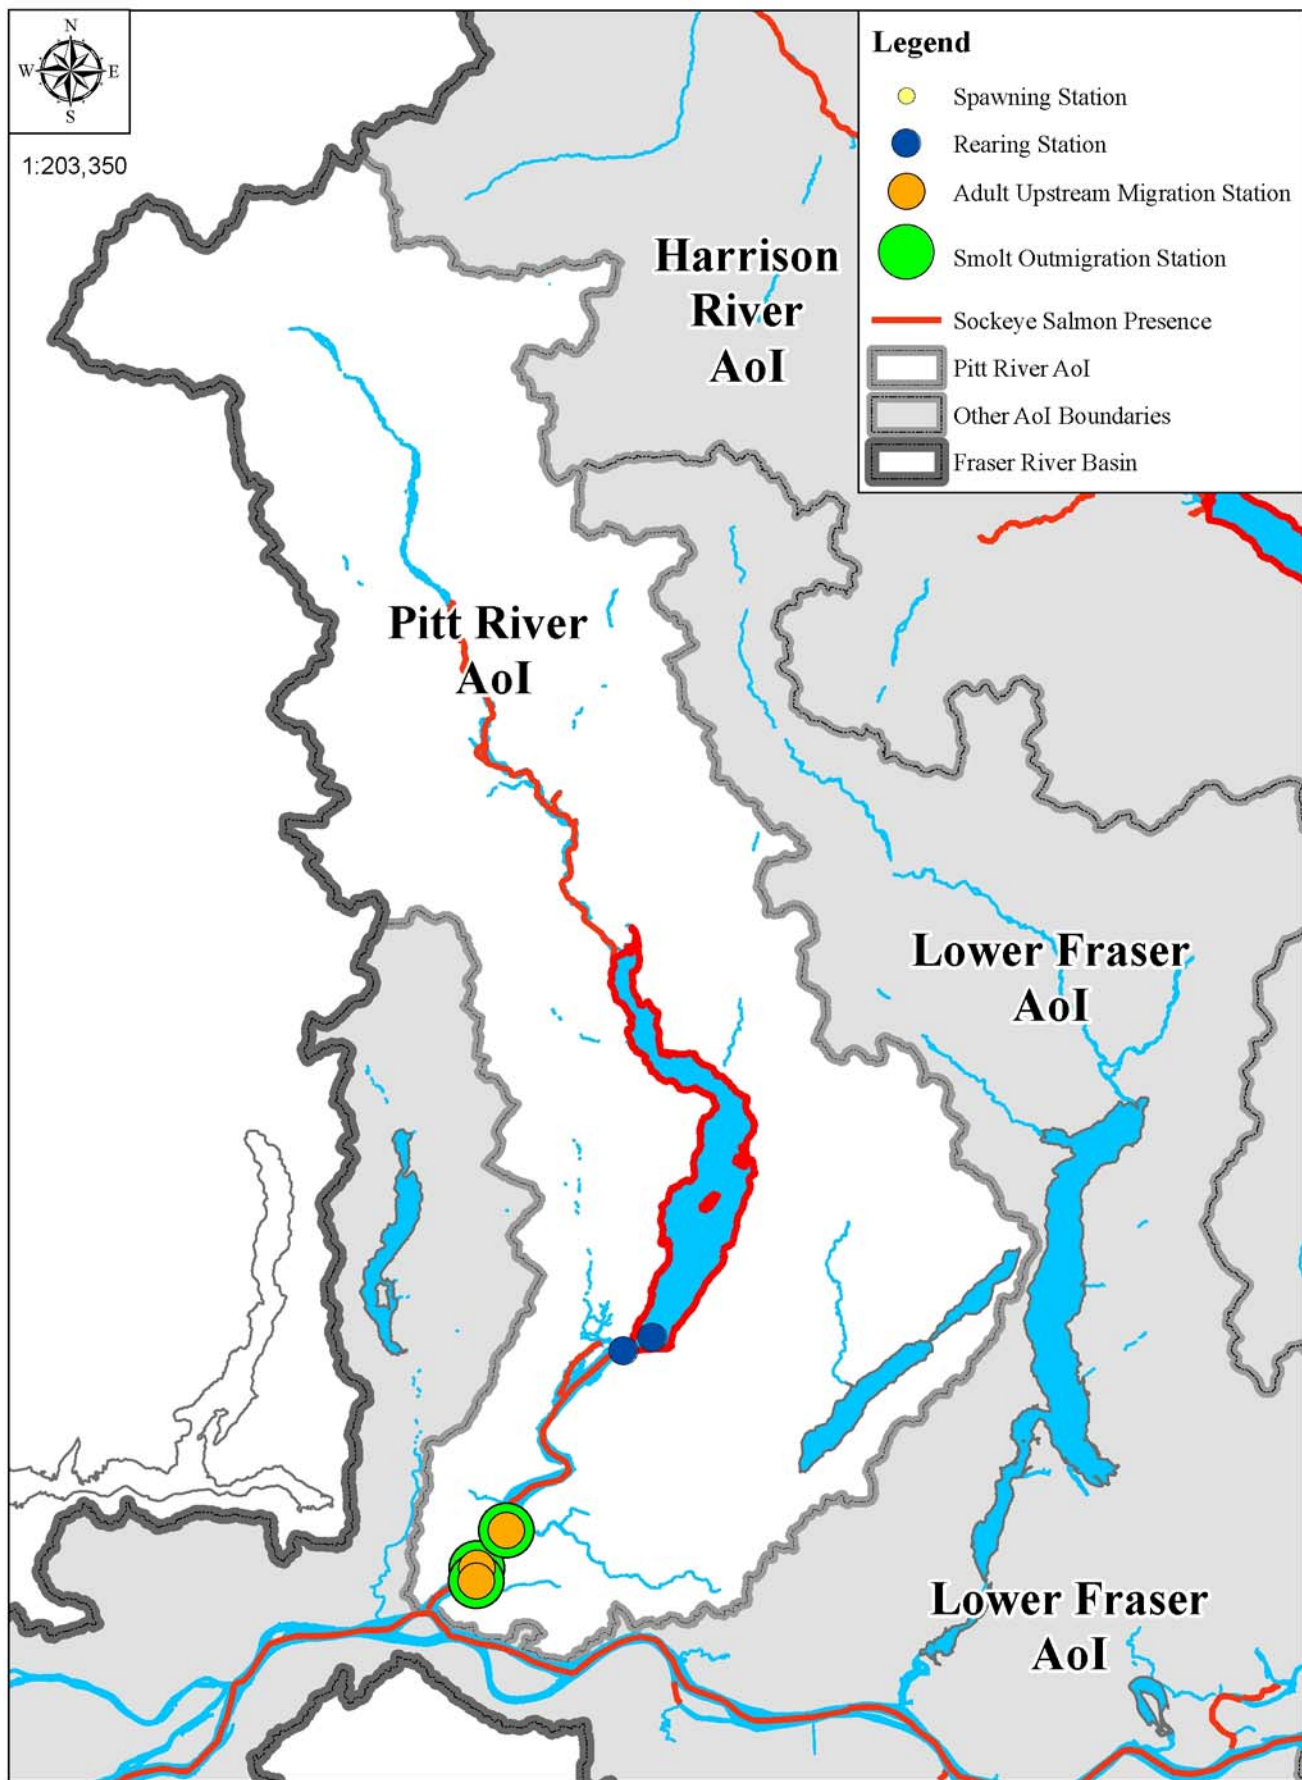 N
W E
S
1:203,350
Legend
Spawning Station
Rearing Station
Adult Upstream Migration Station
Smolt Outmigration Station
Sockeye Salmon Presence
Pitt River AoI
Other AoI Boundaries
Fraser River Basin
Harrison
River
AoI
Pitt River
AoI
Lower Fraser
AoI
Lower Fraser
AoI